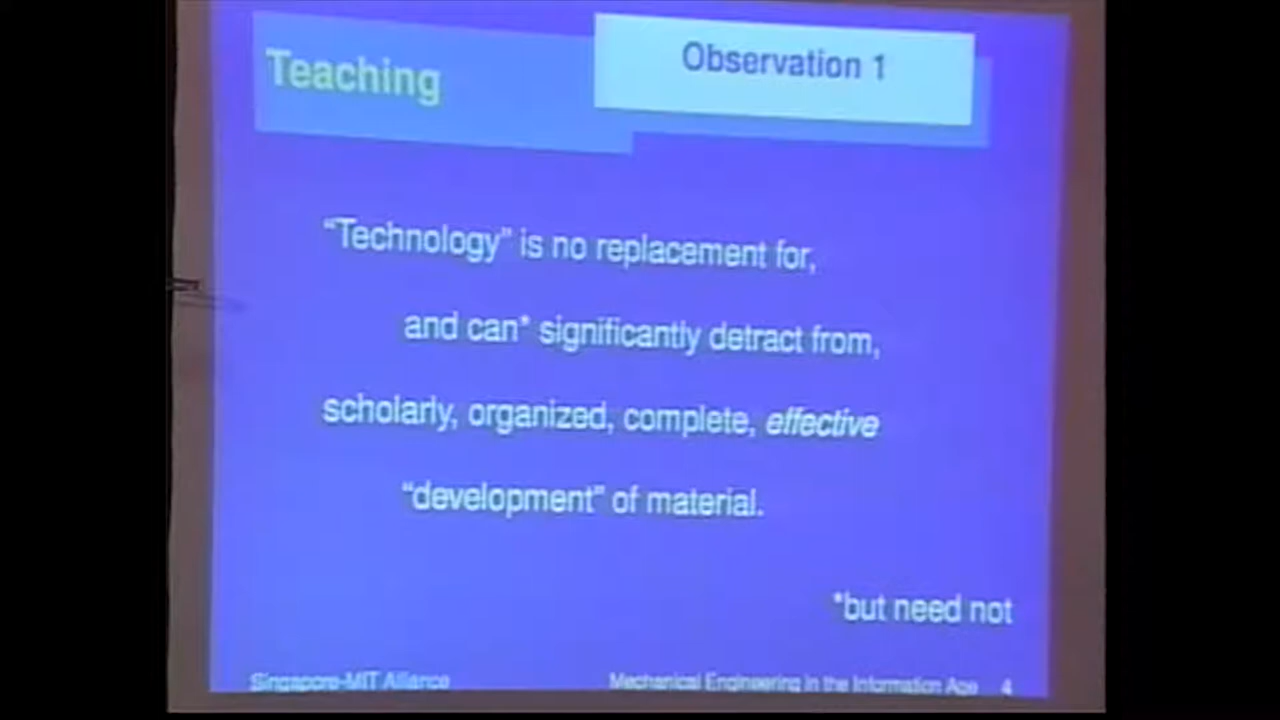 Teaching
Observation 1
“Technology” is no replacement for,
and can* significantly detract from,
scholarly, organized, complete, effective
“development” of material.
*but need not
Singapore-MIT Alliance
Mechanical Engineering in the Information Age 4